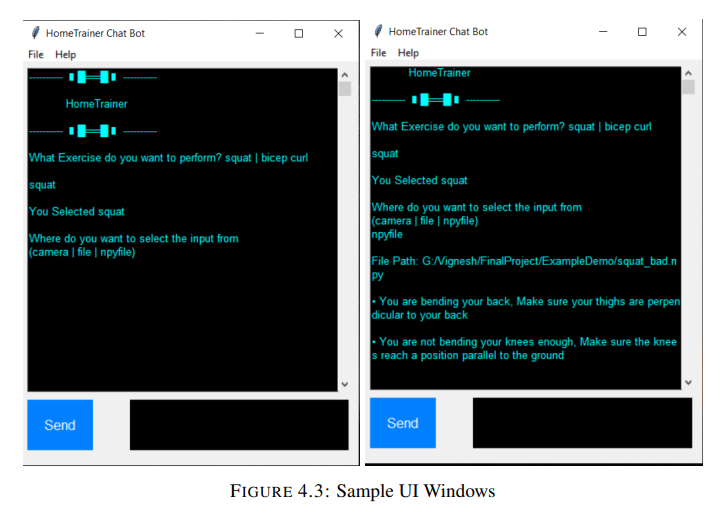 HomeTrainer Chat Bot
File Help
HomeTrainer
What Exercise do you want to perform? squat | bicep curl
squat
You Selected squat
Where do you want to select the input from
(camera | file | npyfile)
Send
HomeTrainer Chat Bot
File Help
HomeTrainer
What Exercise do you want to perform? squat | bicep curl
squat
You Selected squat
Where do you want to select the input from
(camera | file | npyfile)
npyfile
File Path: G:/Vignesh/FinalProject/ExampleDemo/squat_bad.n
py
• You are bending your back, Make sure your thighs are perpen
dicular to your back
• You are not bending your knees enough, Make sure the knee
s reach a position parallel to the ground
Send
FIGURE 4.3: Sample UI Windows